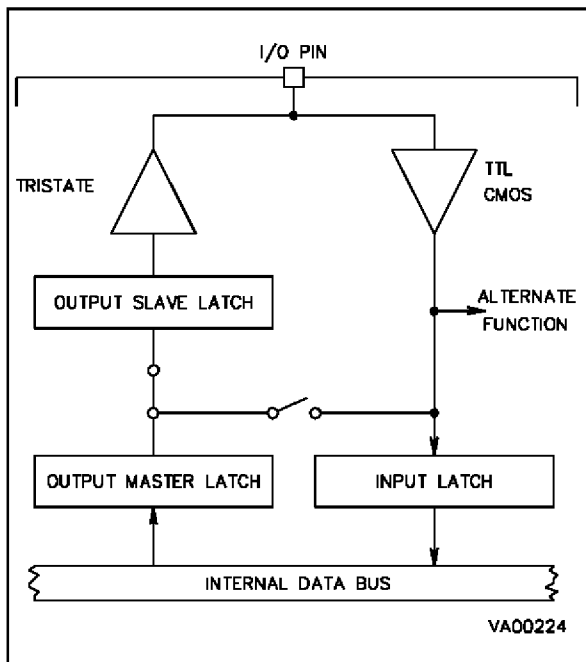 I/O PIN
TRISTATE
TTL
CMOS
OUTPUT SLAVE LATCH
ALTERNATE
FUNCTION
OUTPUT MASTER LATCH
INPUT LATCH
INTERNAL DATA BUS
VA00224